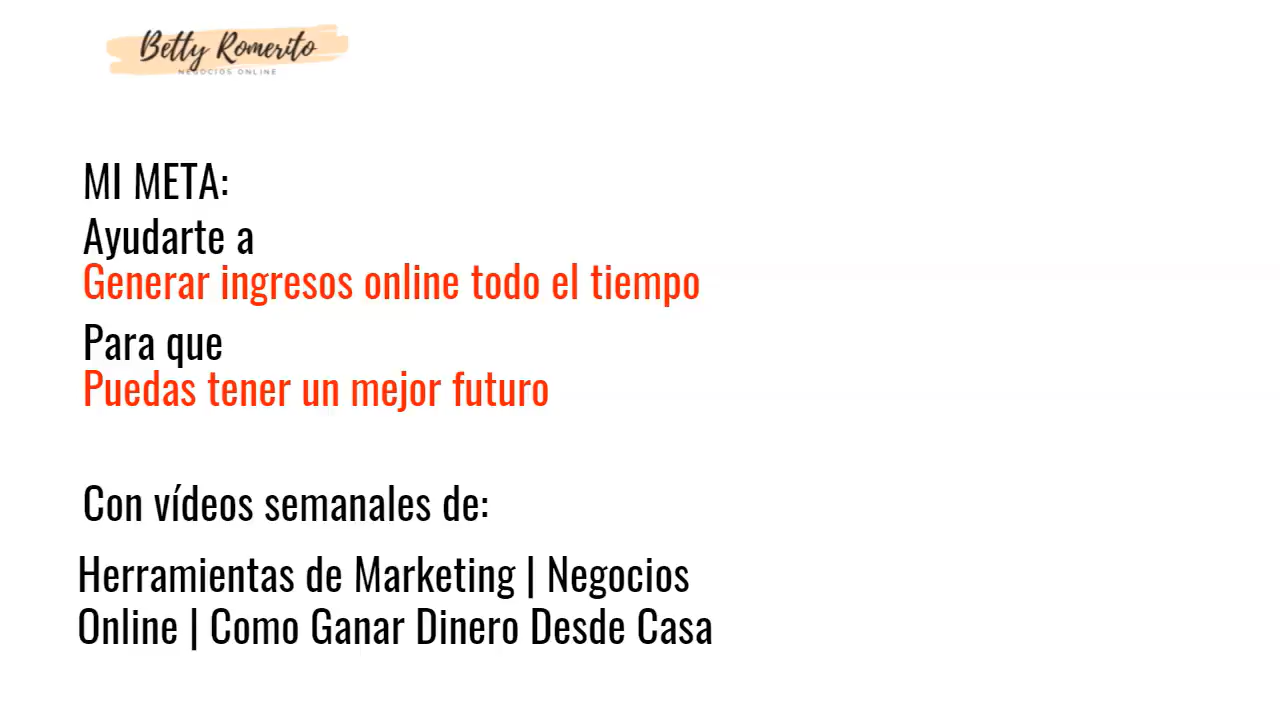 Betty Romerito
NEGOCIOS ONLINE
MI META:
Ayudarte a
Generar ingresos online todo el tiempo
Para que
Puedas tener un mejor futuro
Con vídeos semanales de:
Herramientas de Marketing | Negocios
Online | Como Ganar Dinero Desde Casa